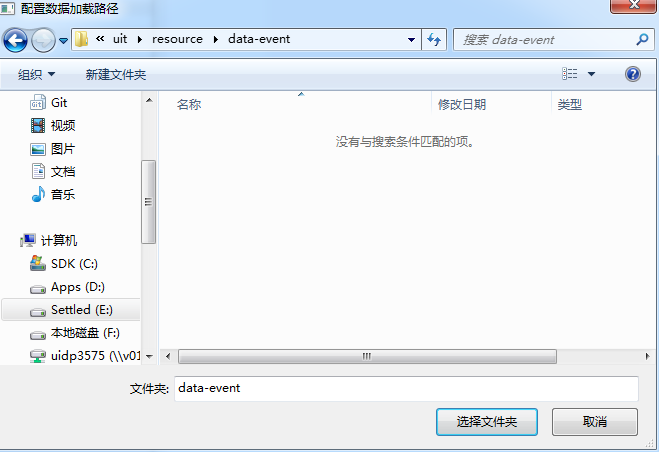 配置数据加载路径
« uit resource data-event
搜索 data-event
组织 新建文件夹
Git
视频
图片
文档
音乐
计算机
SDK (C:)
Apps (D:)
Settled (E:)
本地磁盘 (F:)
uidp3575 (\\v01
名称 修改日期 类型
没有与搜索条件匹配的项。
文件夹: data-event
选择文件夹 取消